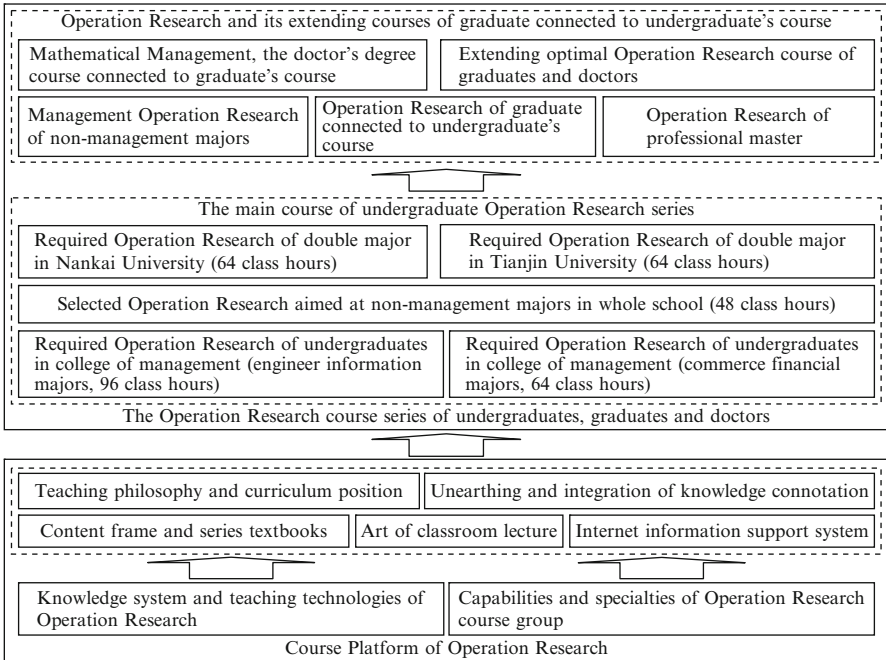 Operation Research and its extending courses of graduate connected to undergraduate's course
Mathematical Management, the doctor's degree
course connected to graduate's course
Extending optimal Operation Research course of
graduates and doctors
Management Operation Research
of non-management majors
Operation Research of graduate
connected to undergraduate's
course
Operation Research of
professional master
The main course of undergraduate Operation Research series
Required Operation Research of double major
in Nankai University (64 class hours)
Required Operation Research of double major
in Tianjin University (64 class hours)
Selected Operation Research aimed at non-management majors in whole school (48 class hours)
Required Operation Research of undergraduates
in college of management (engineer information
majors, 96 class hours)
Required Operation Research of undergraduates
in college of management (commerce financial
majors, 64 class hours)
The Operation Research course series of undergraduates, graduates and doctors
Teaching philosophy and curriculum position
Unearthing and integration of knowledge connotation
Content frame and series textbooks
Art of classroom lecture
Internet information support system
Knowledge system and teaching technologies of
Operation Research
Capabilities and specialties of Operation Research
course group
Course Platform of Operation Research